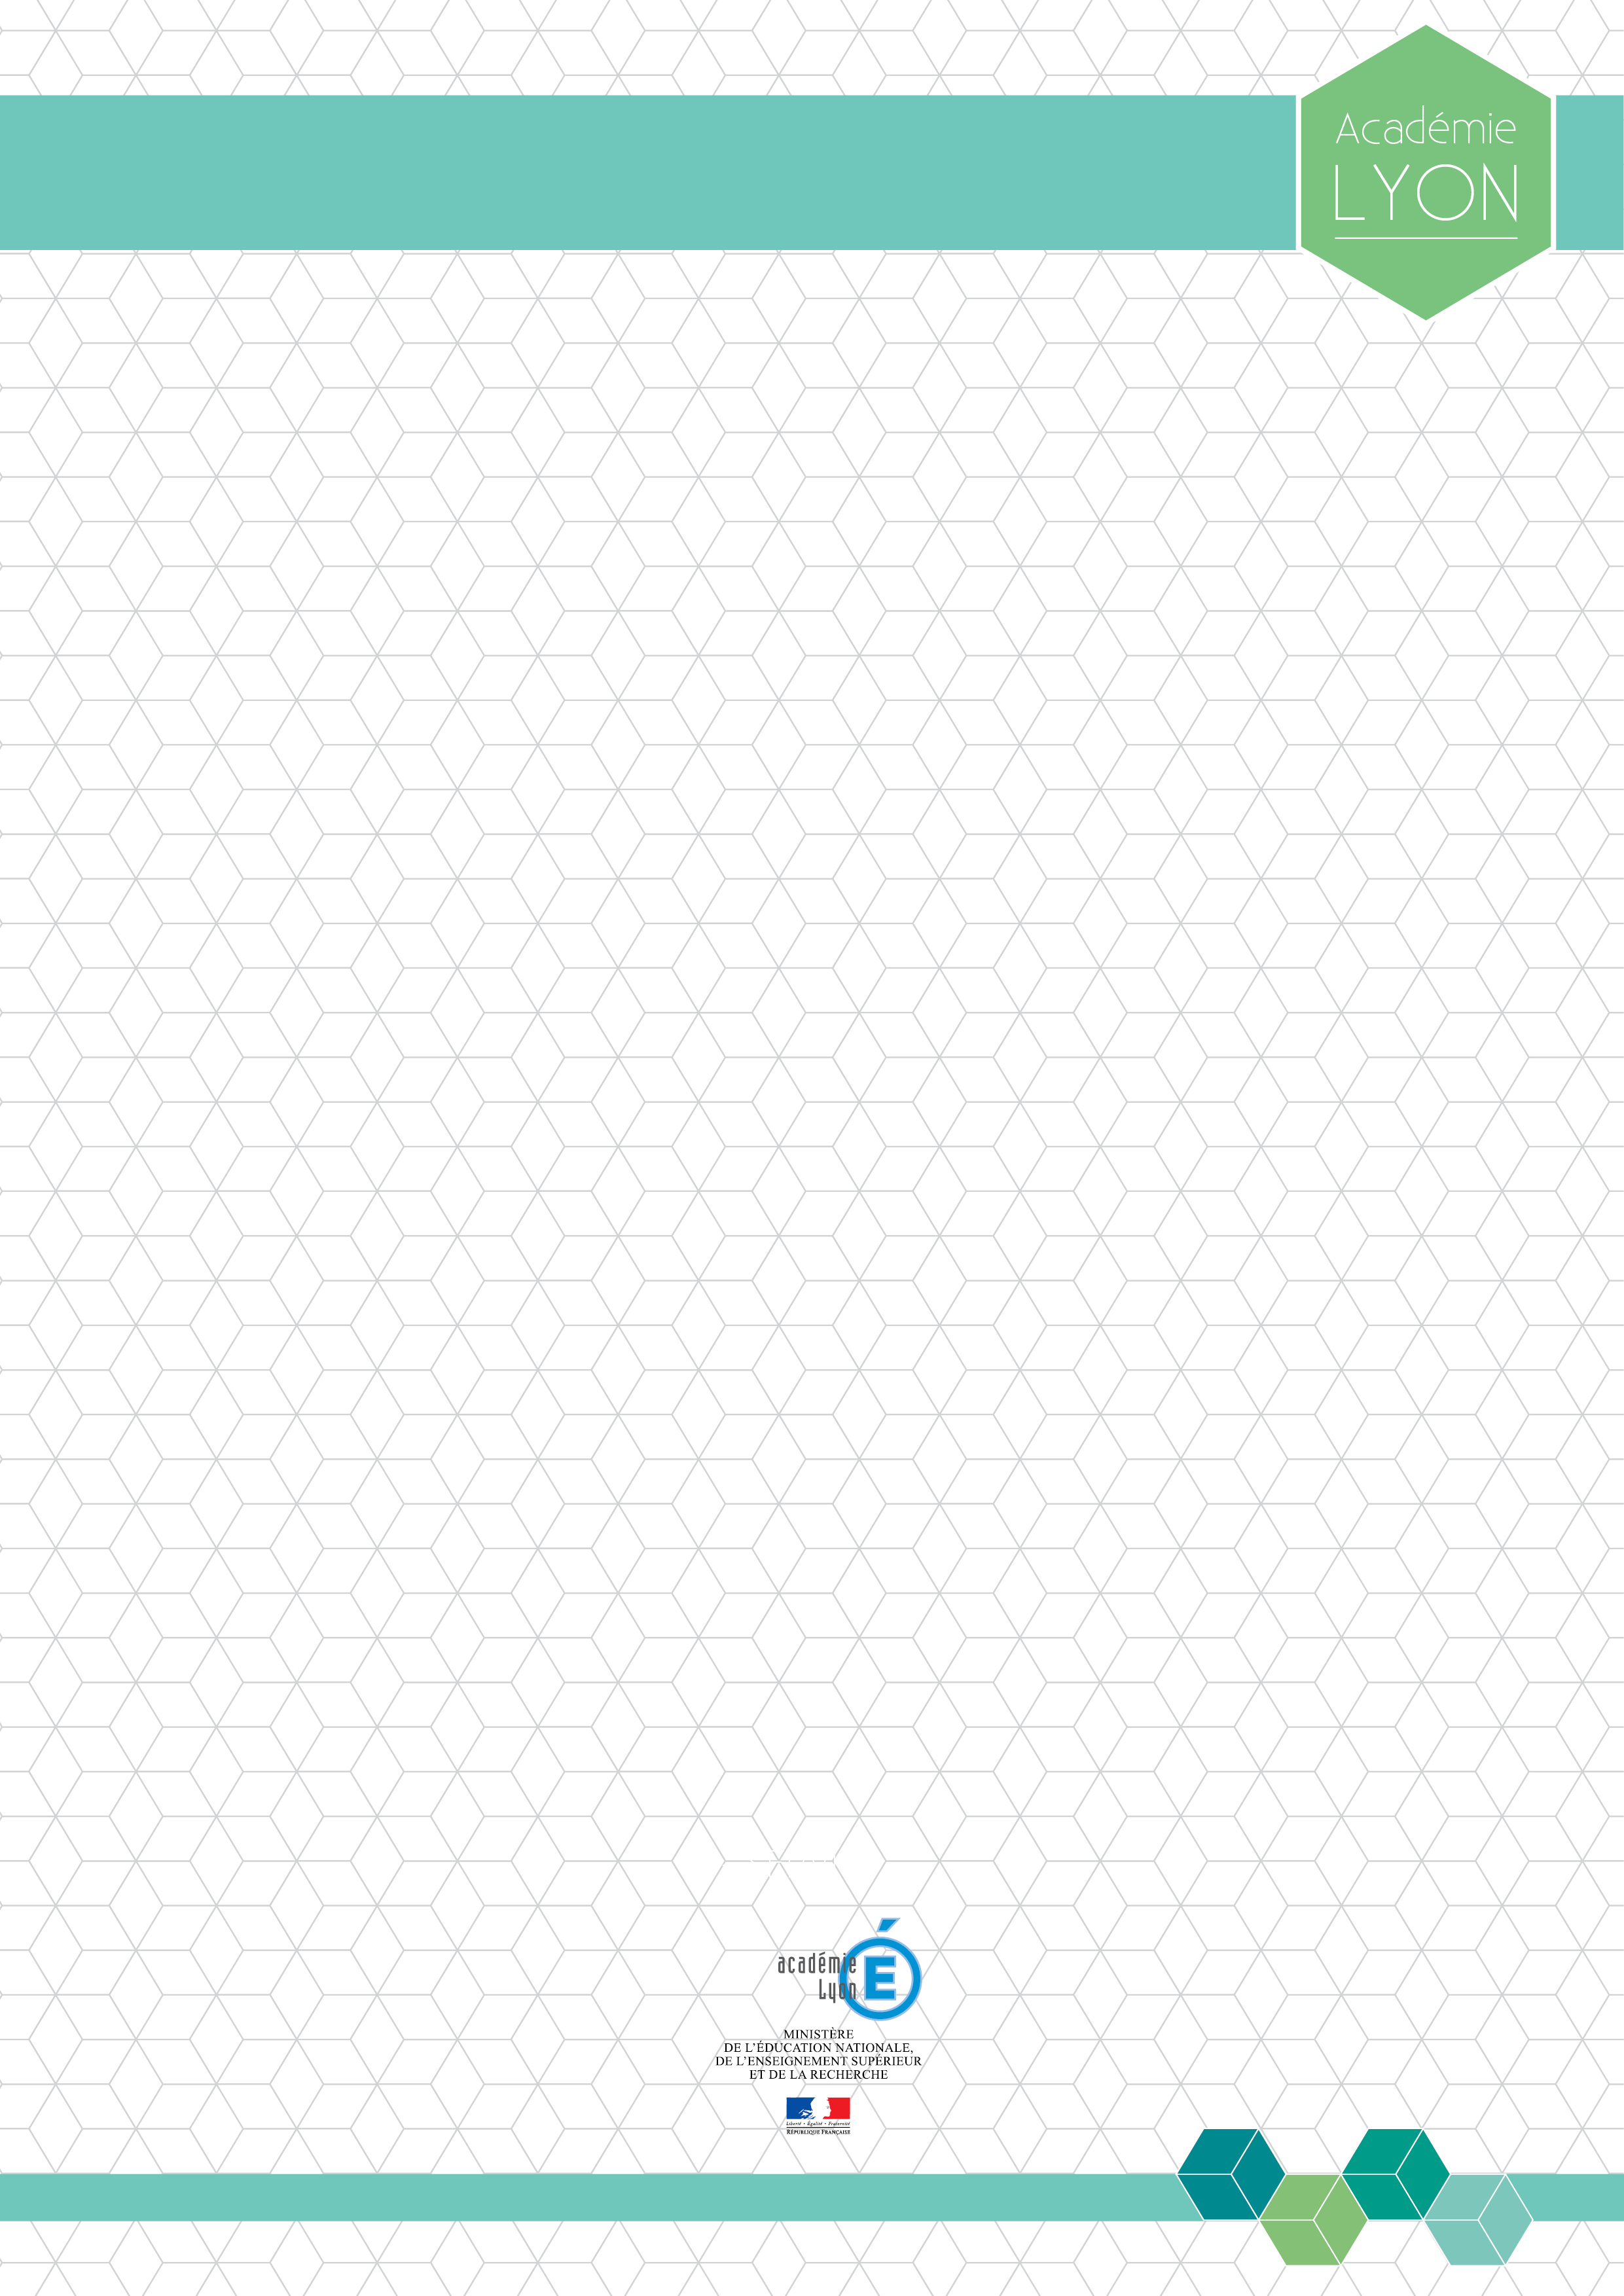 Académie
LYON
académie
Lyon
É
MINISTÈRE
DE L'ÉDUCATION NATIONALE,
DE L'ENSEIGNEMENT SUPÉRIEUR
ET DE LA RECHERCHE
Liberté • Égalité • Fraternité
RÉPUBLIQUE FRANÇAISE